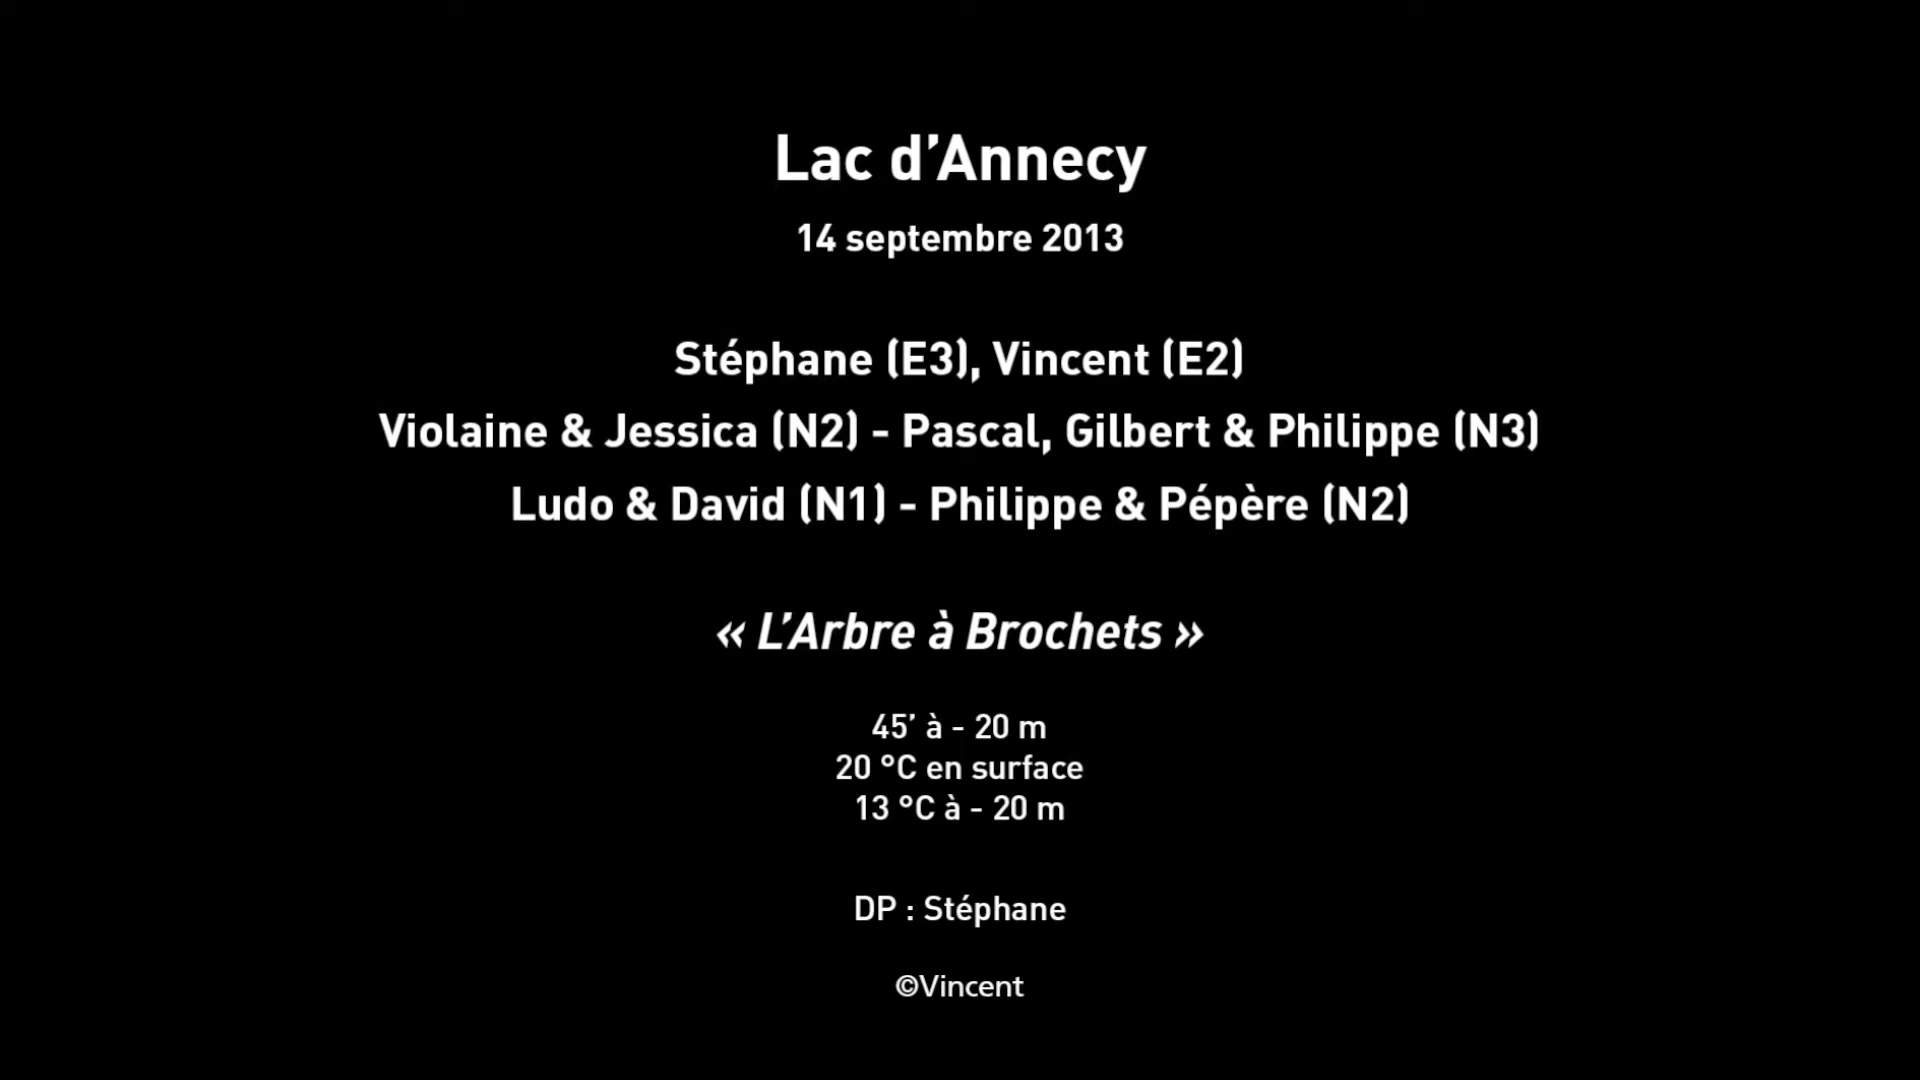 Lac d’Annecy
14 septembre 2013
Stéphane (E3), Vincent (E2)
Violaine & Jessica (N2) - Pascal, Gilbert & Philippe (N3)
Ludo & David (N1) - Philippe & Pépère (N2)
« L’Arbre à Brochets »
45’ à - 20 m
20 °C en surface
13 °C à - 20 m
DP : Stéphane
©Vincent